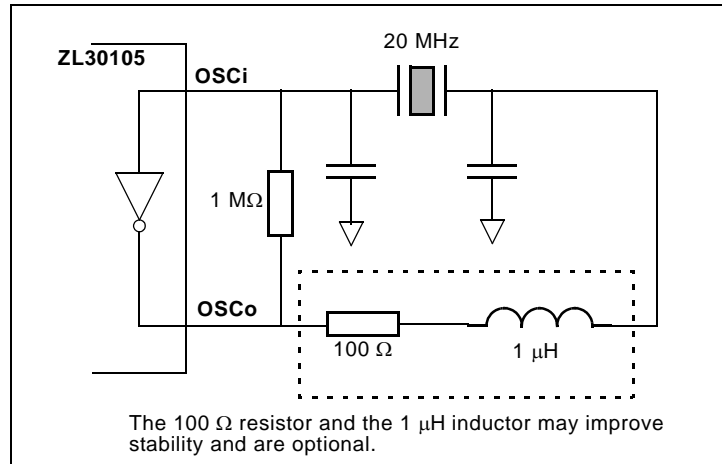 20 MHz
ZL30105
OSCi
1 MΩ
OSCo
100 Ω
1 µH
The 100 Ω resistor and the 1 µH inductor may improve
stability and are optional.